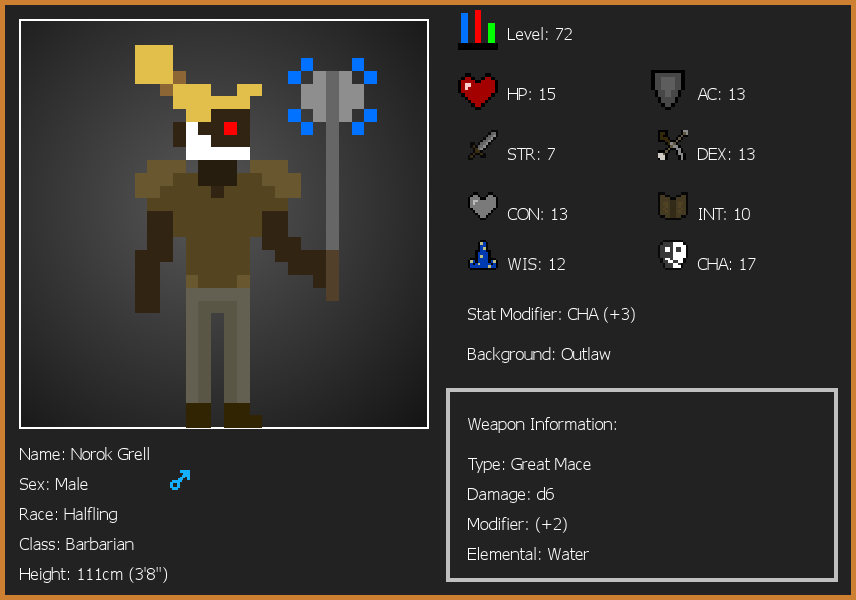 Level: 72
HP: 15
AC: 13
STR: 7
DEX: 13
CON: 13
INT: 10
WIS: 12
CHA: 17
Stat Modifier: CHA (+3)
Background: Outlaw
Weapon Information:
Type: Great Mace
Damage: d6
Modifier: (+2)
Elemental: Water
Name: Norok Grell
Sex: Male
Race: Halfling
Class: Barbarian
Height: 111cm (3'8")